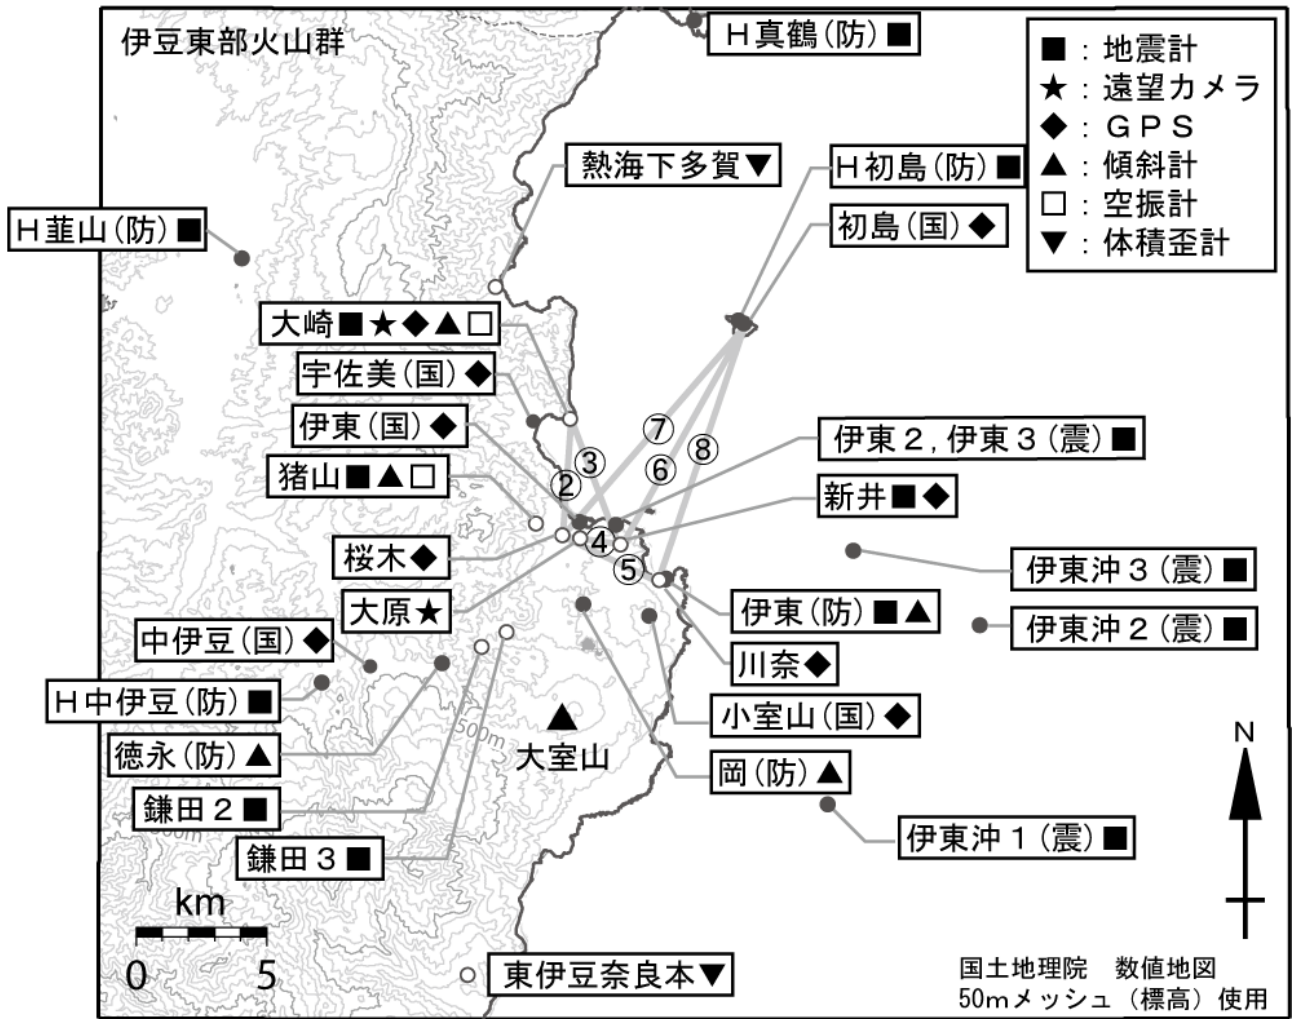 伊豆東部火山群
H真鶴(防)■
■：地震計
★：遠望カメラ
◆：GPS
▲：傾斜計
□：空振計
▼：体積歪計
熱海下多賀▼
H初島(防)■
初島(国)◆
H韮山(防)■
大崎■★◆▲□
宇佐美(国)◆
伊東(国)◆
猪山■▲□
桜木◆
大原★
中伊豆(国)◆
H中伊豆(防)■
徳永(防)▲
鎌田2■
鎌田3■
⑦
⑧
③
⑥
②
④
⑤
伊東2,伊東3(震)■
新井■◆
伊東沖3(震)■
伊東(防)■▲
伊東沖2(震)■
川奈◆
小室山(国)◆
岡(防)▲
伊東沖1(震)■
500m
500m
大室山
N
km
0 5
東伊豆奈良本▼
国土地理院 数値地図
50mメッシュ(標高)使用